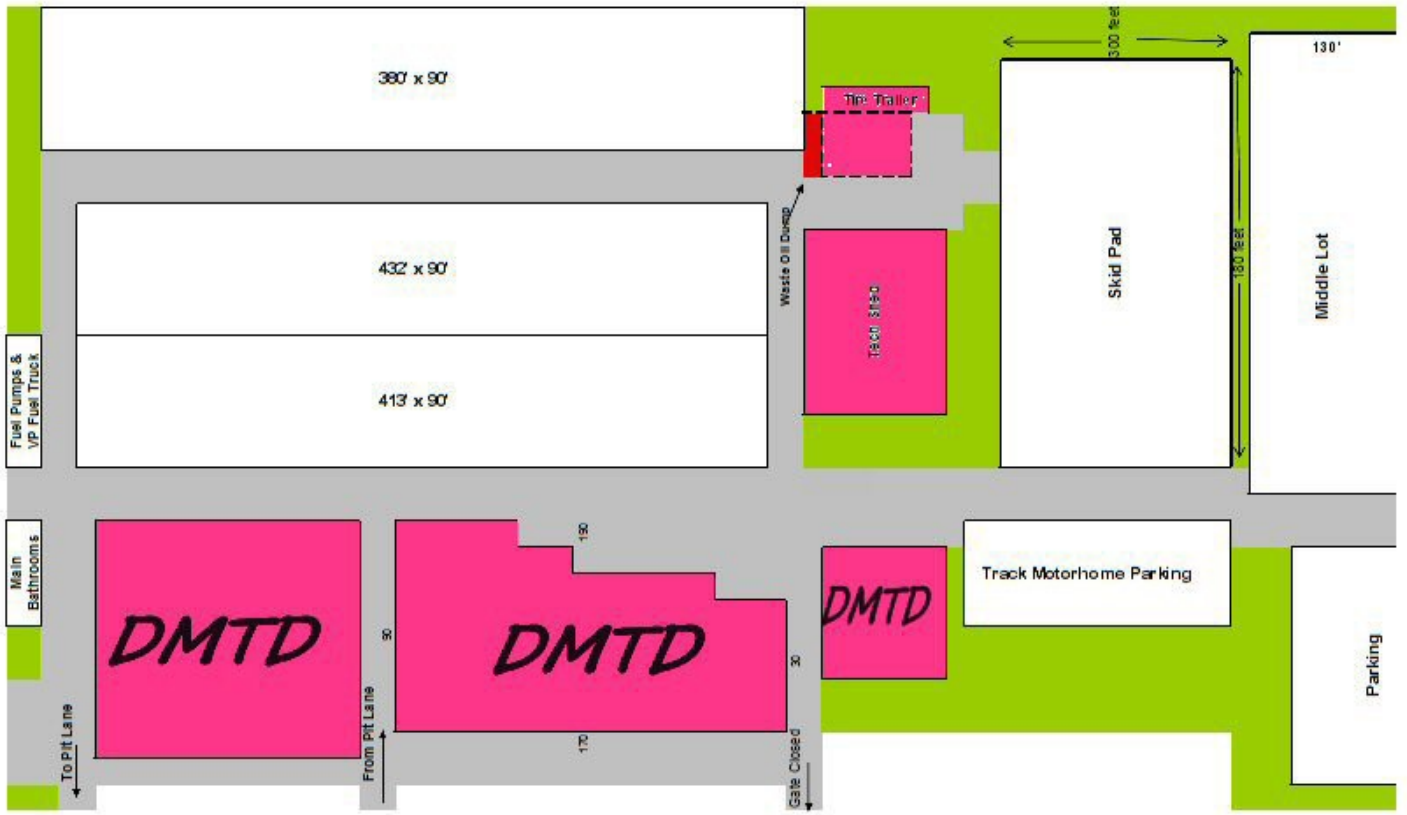 380' x 90'
Tire Trailer
300 feet
130'
432' x 90'
Waste Oil Dump
Tech Shed
Skid Pad
180 feet
Middle Lot
Fuel Pumps &
VP Fuel Truck
413' x 90'
Main
Bathrooms
DMTD
90
190
DMTD
30
DMTD
Track Motorhome Parking
Parking
To Pit Lane
From Pit Lane
170
Gate Closed